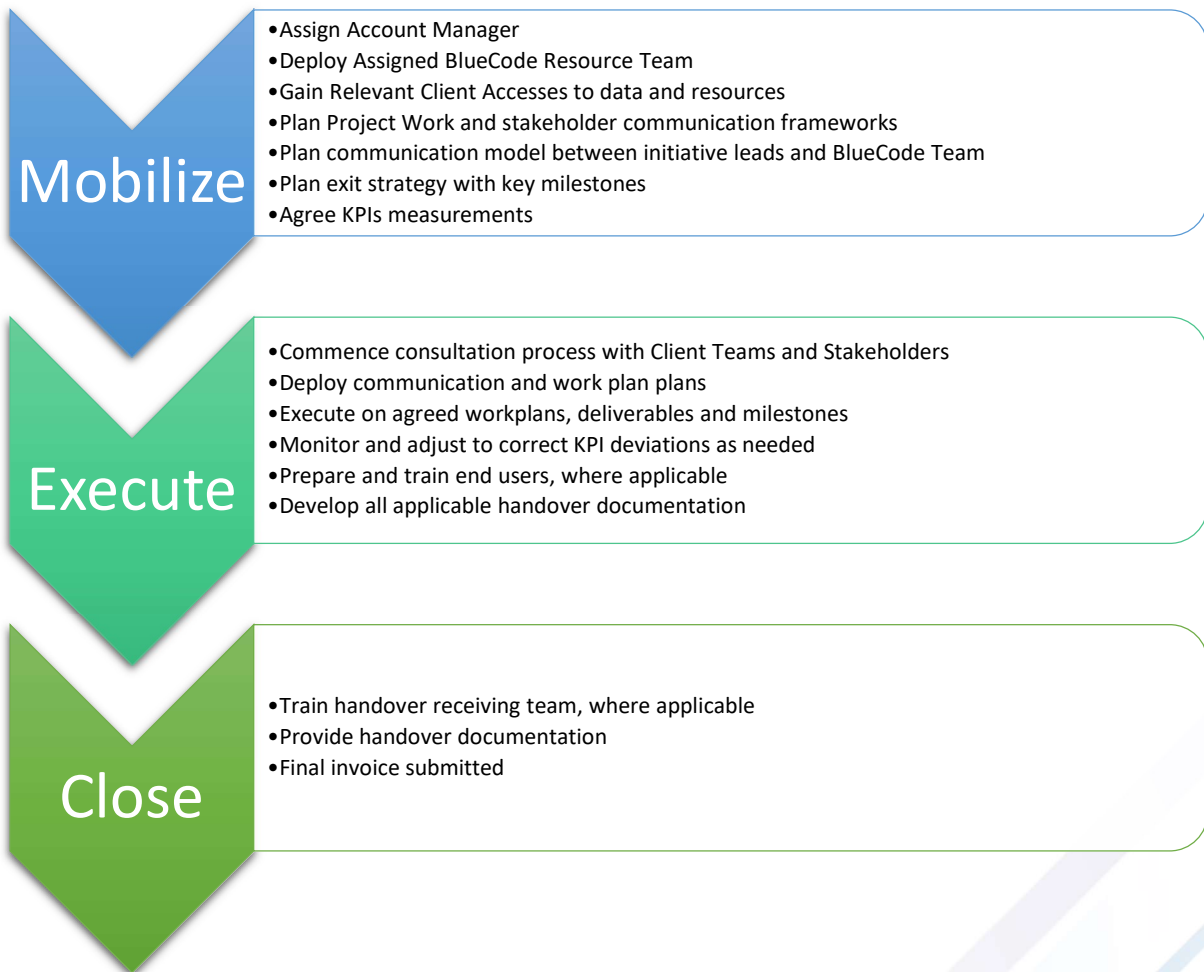 Mobilize
•Assign Account Manager
•Deploy Assigned BlueCode Resource Team
•Gain Relevant Client Accesses to data and resources
•Plan Project Work and stakeholder communication frameworks
•Plan communication model between initiative leads and BlueCode Team
•Plan exit strategy with key milestones
•Agree KPIs measurements
Execute
•Commence consultation process with Client Teams and Stakeholders
•Deploy communication and work plan plans
•Execute on agreed workplans, deliverables and milestones
•Monitor and adjust to correct KPI deviations as needed
•Prepare and train end users, where applicable
•Develop all applicable handover documentation
Close
•Train handover receiving team, where applicable
•Provide handover documentation
•Final invoice submitted